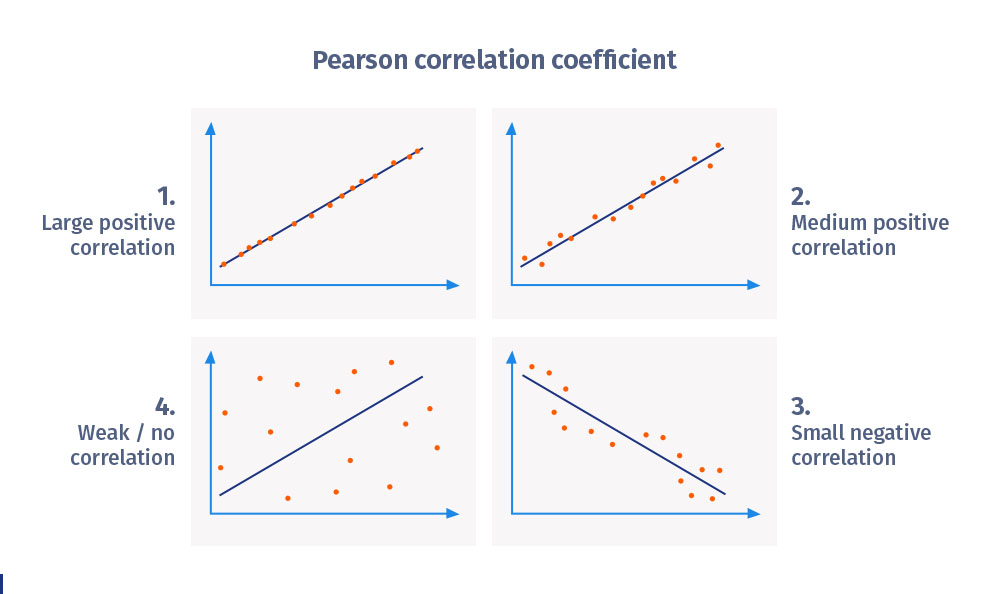 Pearson correlation coefficient
1.
Large positive
correlation
2.
Medium positive
correlation
4.
Weak / no
correlation
3.
Small negative
correlation